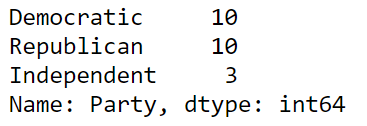 Democratic     10
Republican     10
Independent     3
Name: Party, dtype: int64